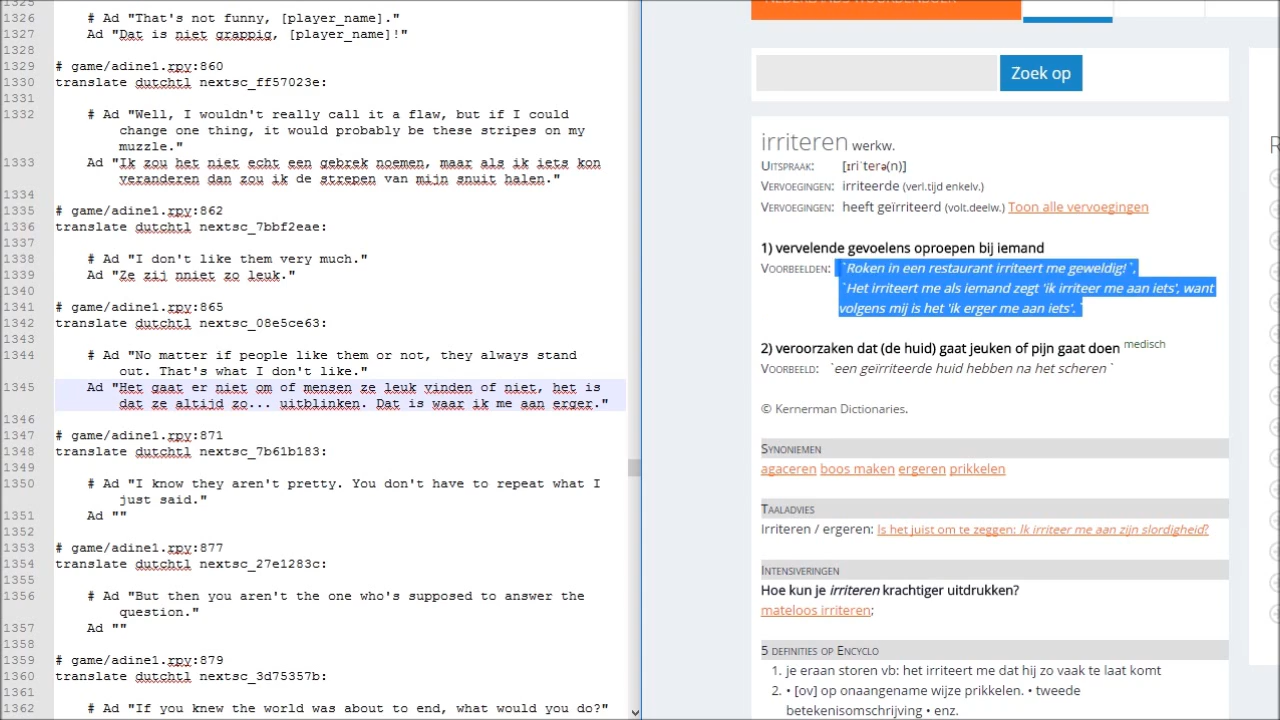 1325
1326 # Ad "That's not funny, [player_name]."
1327 Ad "Dat is niet grappig, [player_name]!"
1328
1329 # game/adine1.rpy:860
1330 translate dutchtl nextsc_ff57023e:
1331
1332 # Ad "Well, I wouldn't really call it a flaw, but if I could
change one thing, it would probably be these stripes on my
muzzle."
1333 Ad "Ik zou het niet echt een gebrek noemen, maar als ik iets kon
veranderen dan zou ik de strepen van mijn snuit halen."
1334
1335 # game/adine1.rpy:862
1336 translate dutchtl nextsc_7bbf2eae:
1337
1338 # Ad "I don't like them very much."
1339 Ad "Ze zij nniet zo leuk."
1340
1341 # game/adine1.rpy:865
1342 translate dutchtl nextsc_08e5ce63:
1343
1344 # Ad "No matter if people like them or not, they always stand
out. That's what I don't like."
1345 Ad "Het gaat er niet om of mensen ze leuk vinden of niet, het is
dat ze altijd zo... uitblinken. Dat is waar ik me aan erger."
1346
1347 # game/adine1.rpy:871
1348 translate dutchtl nextsc_7b61b183:
1349
1350 # Ad "I know they aren't pretty. You don't have to repeat what I
just said."
1351 Ad ""
1352
1353 # game/adine1.rpy:877
1354 translate dutchtl nextsc_27e1283c:
1355
1356 # Ad "But then you aren't the one who's supposed to answer the
question."
1357 Ad ""
1358
1359 # game/adine1.rpy:879
1360 translate dutchtl nextsc_3d75357b:
1361
1362 # Ad "If you knew the world was about to end, what would you do?"
NEDERLANDS WOORDENBOEK
Zoek op
irriteren werkw.
Uitspraak: [ɪriˈterə(n)]
Vervoegingen: irriteerde (verl.tijd enkelv.)
Vervoegingen: heeft geïrriteerd (volt.deelw.) Toon alle vervoegingen
1) vervelende gevoelens oproepen bij iemand
Voorbeelden: `Roken in een restaurant irriteert me geweldig!`,
`Het irriteert me als iemand zegt 'ik irriteer me aan iets', want
volgens mij is het 'ik erger me aan iets'. `
2) veroorzaken dat (de huid) gaat jeuken of pijn gaat doen medisch
Voorbeeld: `een geïrriteerde huid hebben na het scheren `
© Kernerman Dictionaries.
Synoniemen
agaceren boos maken ergeren prikkelen
Taaladvies
Irriteren / ergeren: Is het juist om te zeggen: Ik irriteer me aan zijn slordigheid?
Intensiveringen
Hoe kun je irriteren krachtiger uitdrukken?
mateloos irriteren;
5 definities op Encyclo
1. je eraan storen vb: het irriteert me dat hij zo vaak te laat komt
2. • [ov] op onaangename wijze prikkelen. • tweede
betekenisomschrijving • enz.